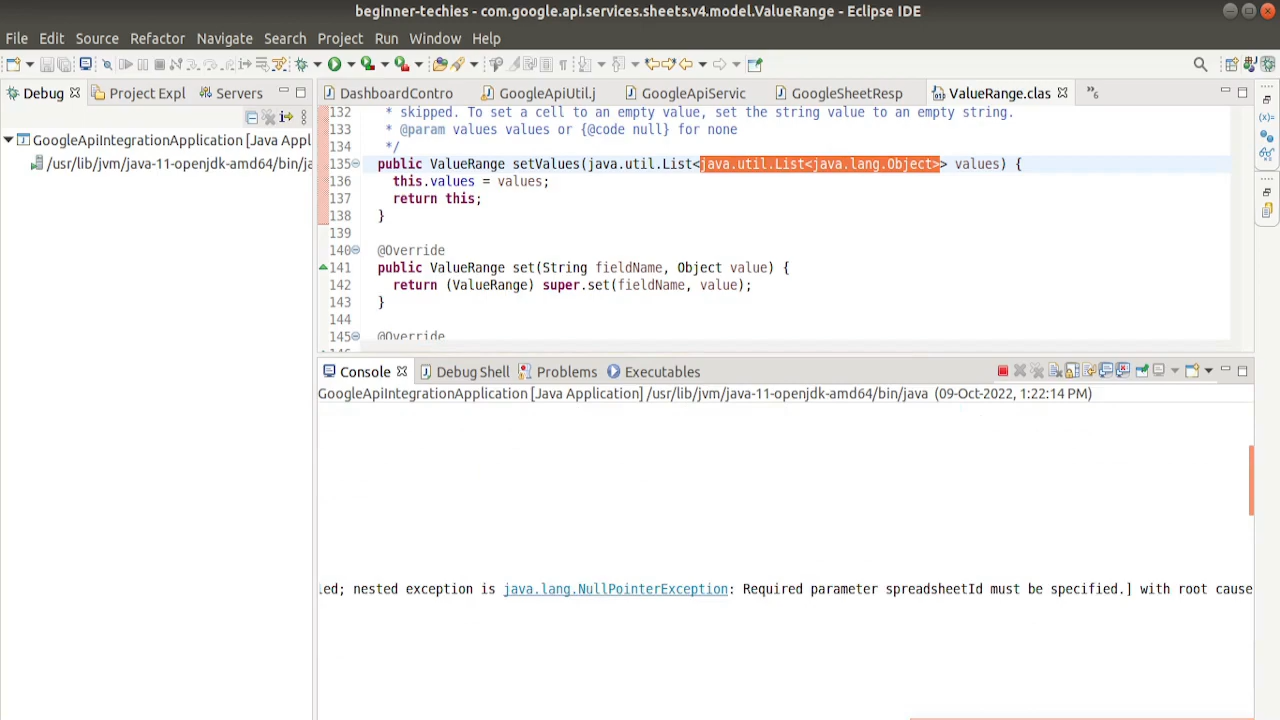 beginner-techies - com.google.api.services.sheets.v4.model.ValueRange - Eclipse IDE
File Edit Source Refactor Navigate Search Project Run Window Help
Debug Project Expl Servers
DashboardContro GoogleApiUtil.j GoogleApiServic GoogleSheetResp ValueRange.clas »6
GoogleApiIntegrationApplication [Java Appl
/usr/lib/jvm/java-11-openjdk-amd64/bin/ja
132 * skipped. To set a cell to an empty value, set the string value to an empty string.
133 * @param values values or {@code null} for none
134 */
135 public ValueRange setValues(java.util.List<java.util.List<java.lang.Object>> values) {
136 this.values = values;
137 return this;
138 }
139
140 @Override
141 public ValueRange set(String fieldName, Object value) {
142 return (ValueRange) super.set(fieldName, value);
143 }
144
145 @Override
Console Debug Shell Problems Executables
GoogleApiIntegrationApplication [Java Application] /usr/lib/jvm/java-11-openjdk-amd64/bin/java (09-Oct-2022, 1:22:14 PM)
led; nested exception is java.lang.NullPointerException: Required parameter spreadsheetId must be specified.] with root cause